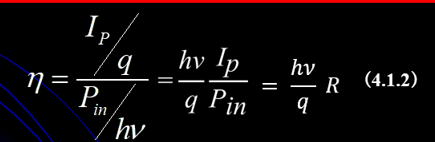 η = (I_P / q) / (P_in / hν) = (hν / q) (I_p / P_in) = (hν / q) R (4.1.2)